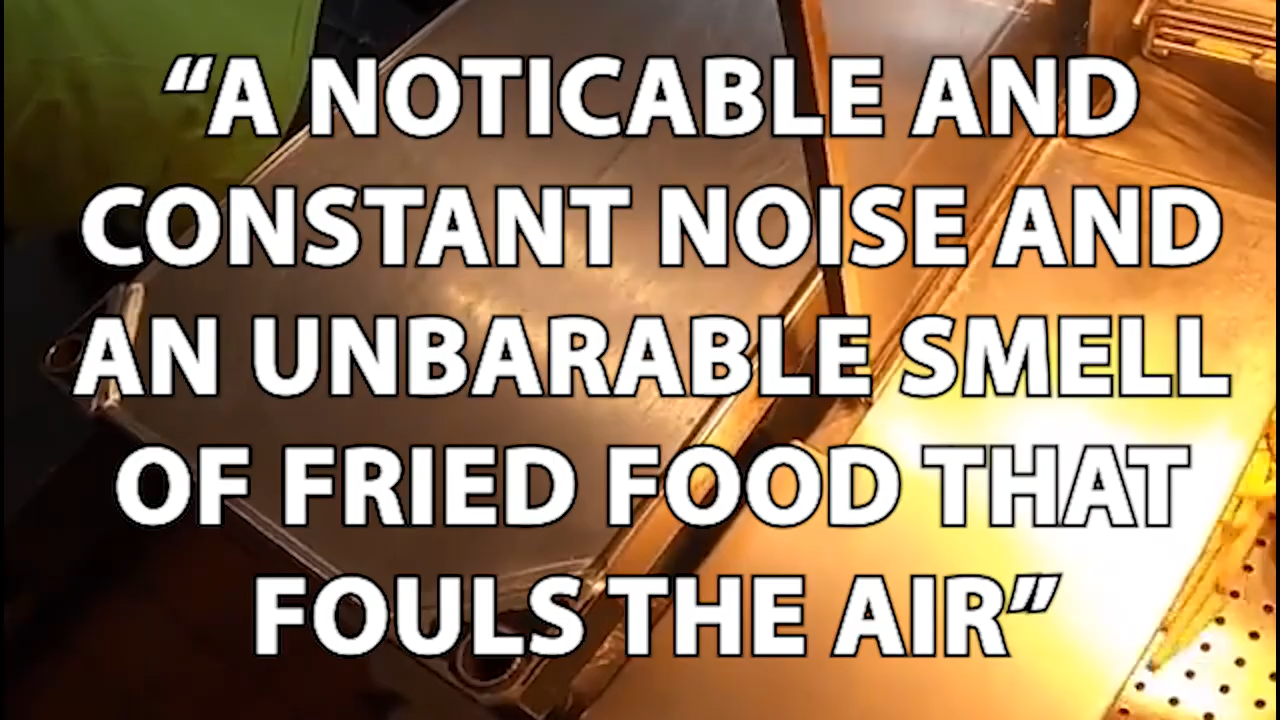 “A NOTICABLE AND
CONSTANT NOISE AND
AN UNBARABLE SMELL
OF FRIED FOOD THAT
FOULS THE AIR”